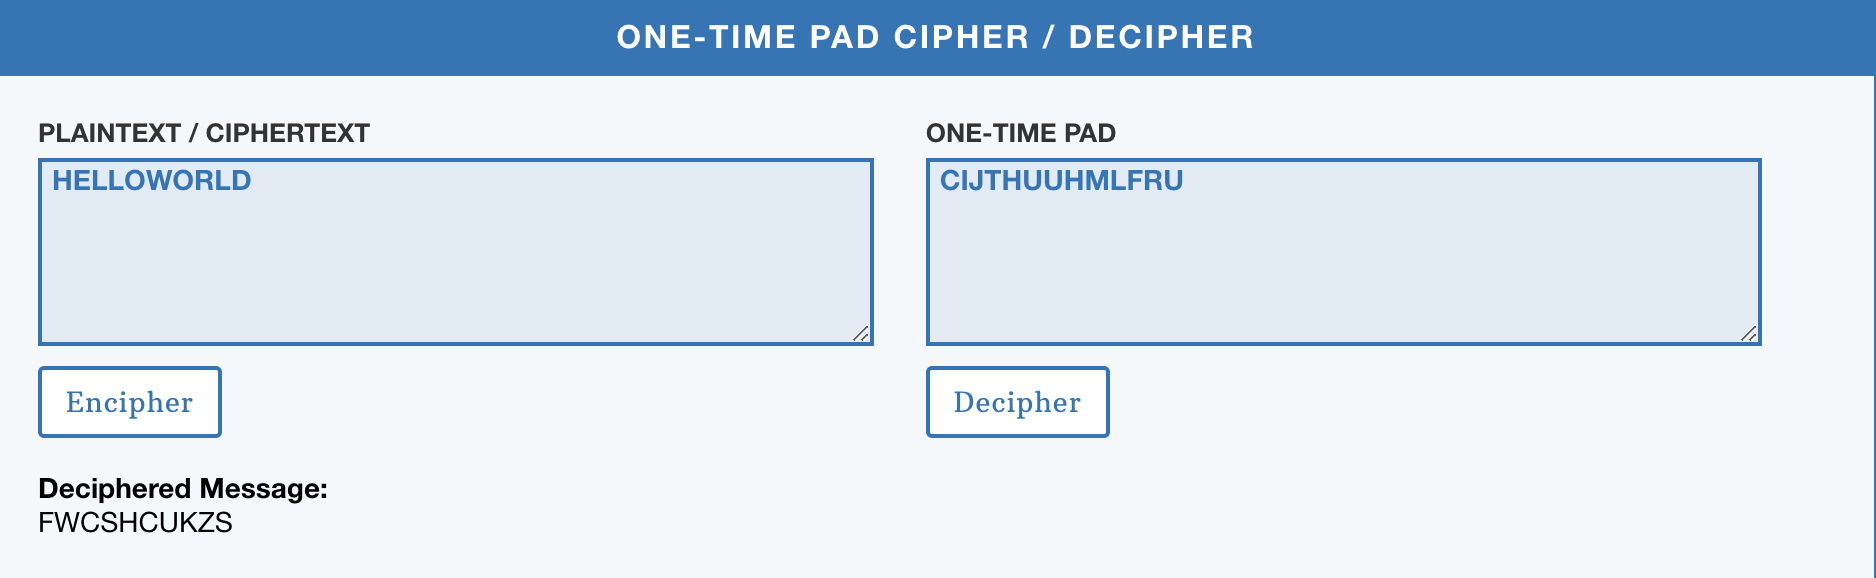 ONE-TIME PAD CIPHER / DECIPHER
PLAINTEXT / CIPHERTEXT
HELLOWORLD
ONE-TIME PAD
CIJTHUUHMLFRU
Encipher
Decipher
Deciphered Message:
FWCSHCUKZS